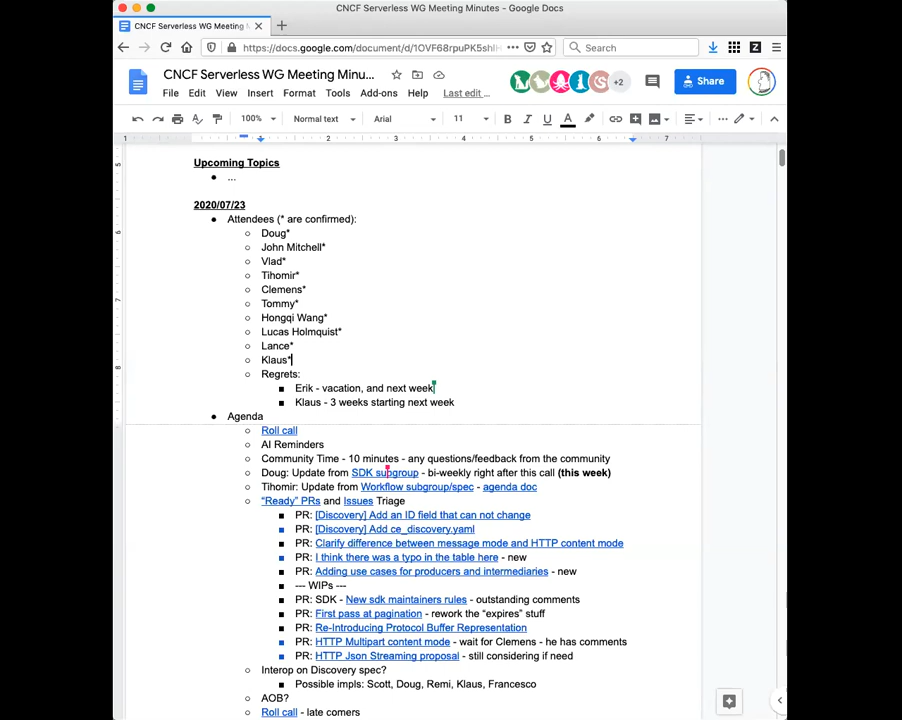 CNCF Serverless WG Meeting Minutes - Google Docs
CNCF Serverless WG Meeting M
https://docs.google.com/document/d/1OVF68rpuPK5shIH
Search
CNCF Serverless WG Meeting Minu...
+2
Share
File Edit View Insert Format Tools Add-ons Help Last edit ...
100% Normal text Arial 11 B I U A
1 1 2 3 4 5 6 7
Upcoming Topics
...
2020/07/23
Attendees (* are confirmed):
Doug*
John Mitchell*
Vlad*
Tihomir*
Clemens*
Tommy*
Hongqi Wang*
Lucas Holmquist*
Lance*
Klaus*
Regrets:
Erik - vacation, and next week
Klaus - 3 weeks starting next week
Agenda
Roll call
AI Reminders
Community Time - 10 minutes - any questions/feedback from the community
Doug: Update from SDK subgroup - bi-weekly right after this call (this week)
Tihomir: Update from Workflow subgroup/spec - agenda doc
“Ready” PRs and Issues Triage
PR: [Discovery] Add an ID field that can not change
PR: [Discovery] Add ce_discovery.yaml
PR: Clarify difference between message mode and HTTP content mode
PR: I think there was a typo in the table here - new
PR: Adding use cases for producers and intermediaries - new
--- WIPs ---
PR: SDK - New sdk maintainers rules - outstanding comments
PR: First pass at pagination - rework the “expires” stuff
PR: Re-Introducing Protocol Buffer Representation
PR: HTTP Multipart content mode - wait for Clemens - he has comments
PR: HTTP Json Streaming proposal - still considering if need
Interop on Discovery spec?
Possible impls: Scott, Doug, Remi, Klaus, Francesco
AOB?
Roll call - late comers